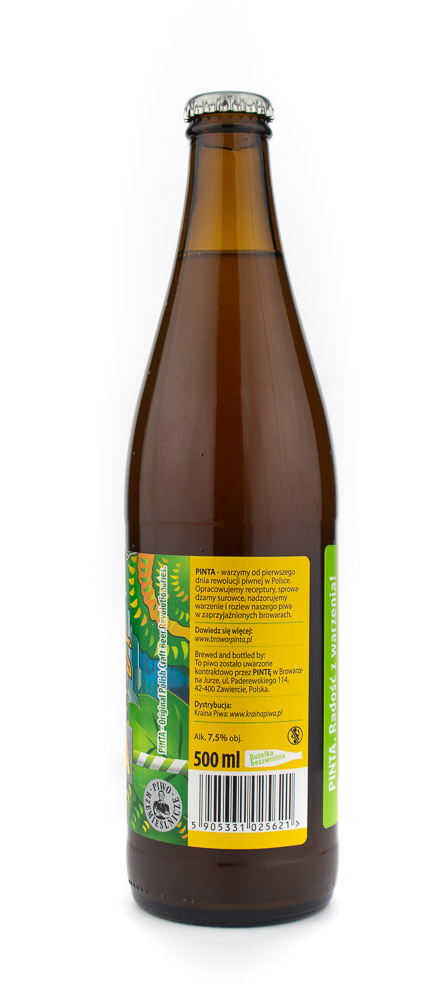 PINTA - warzymy od pierwszego
dnia rewolucji piwnej w Polsce.
Opracowujemy receptury, sprowa-
dzamy surowce, nadzorujemy
warzenie i rozlew naszego piwa
w zaprzyjaźnionych browarach.
Dowiedz się więcej:
www.browarpinta.pl
Brewed and bottled by:
To piwo zostało uwarzone
kontraktowo przez PINTĘ w Browarze
na Jurze, ul. Paderewskiego 114,
42-400 Zawiercie, Polska.
Dystrybucja:
Kraina Piwa: www.krainapiwa.pl
Alk. 7,5% obj.
500 ml
Butelka
bezzwrotna
5 905331 025621 >
PINTA - Original Polish Craft Beer Revolutionaries.
PIWO
RZEMIEŚLNICZE
PINTA. Radość z warzenia!